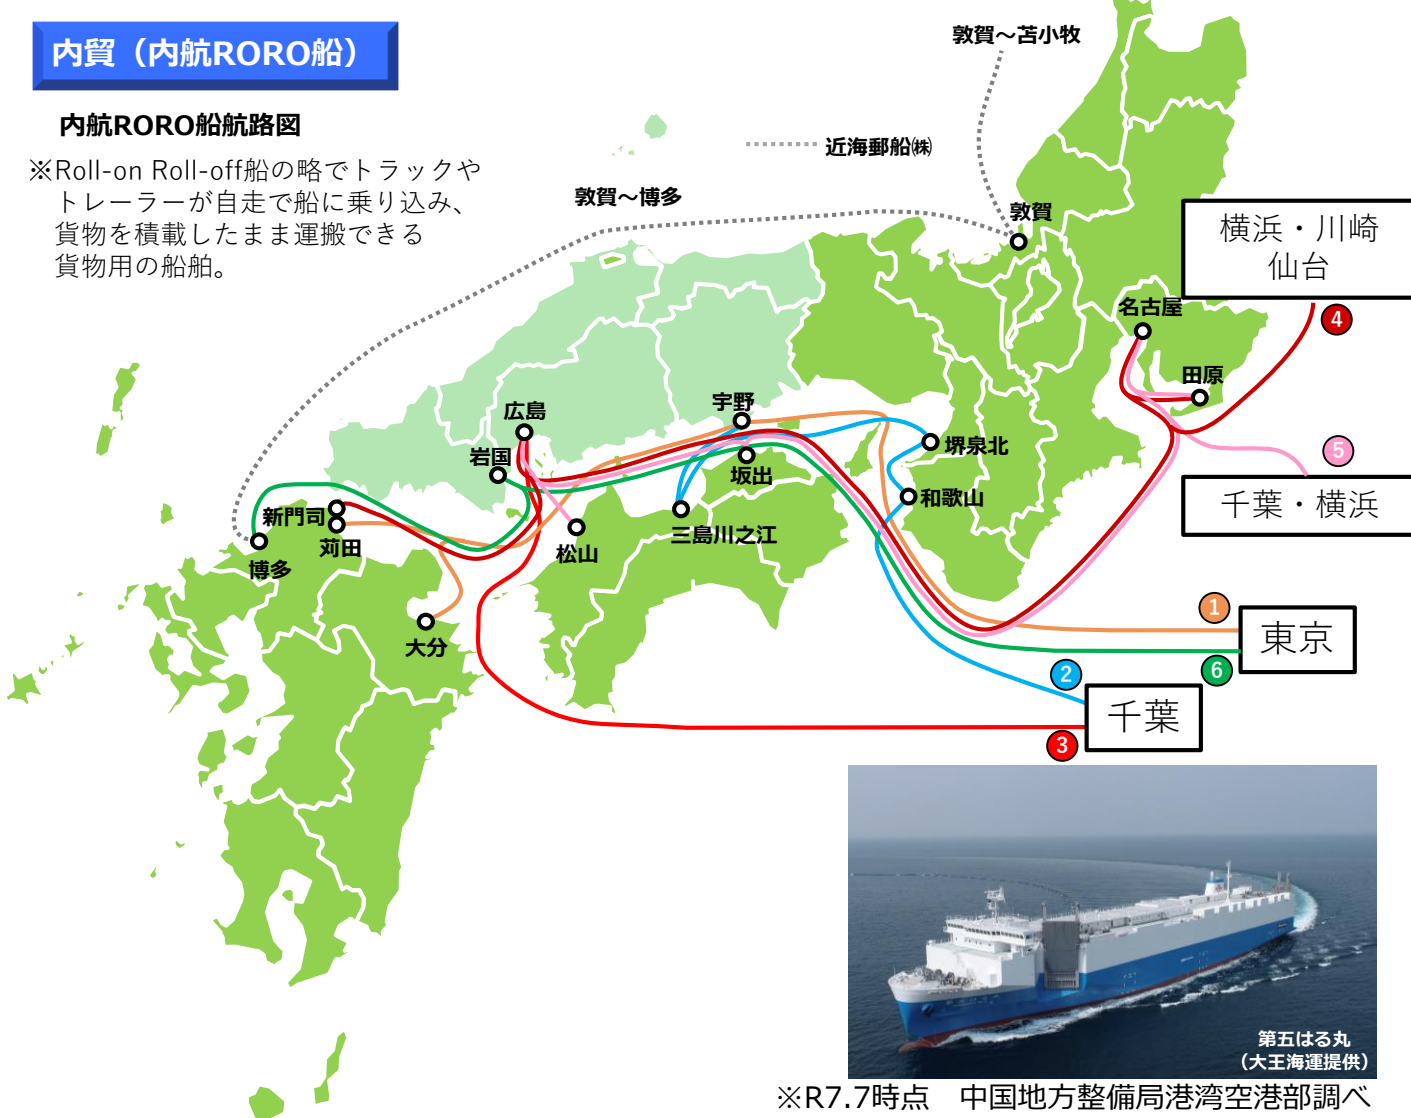 内貿（内航RORO船）
内航RORO船航路図
※Roll-on Roll-off船の略でトラックや
トレーラーが自走で船に乗り込み、
貨物を積載したまま運搬できる
貨物用の船舶。
敦賀～苫小牧
近海郵船㈱
敦賀～博多
敦賀
横浜・川崎
仙台
名古屋
4
田原
宇野
広島
堺泉北
5
岩国
坂出
千葉・横浜
和歌山
新門司
三島川之江
苅田
松山
博多
1
東京
大分
6
2
千葉
3
第五はる丸
（大王海運提供）
※R7.7時点　中国地方整備局港湾空港部調べ